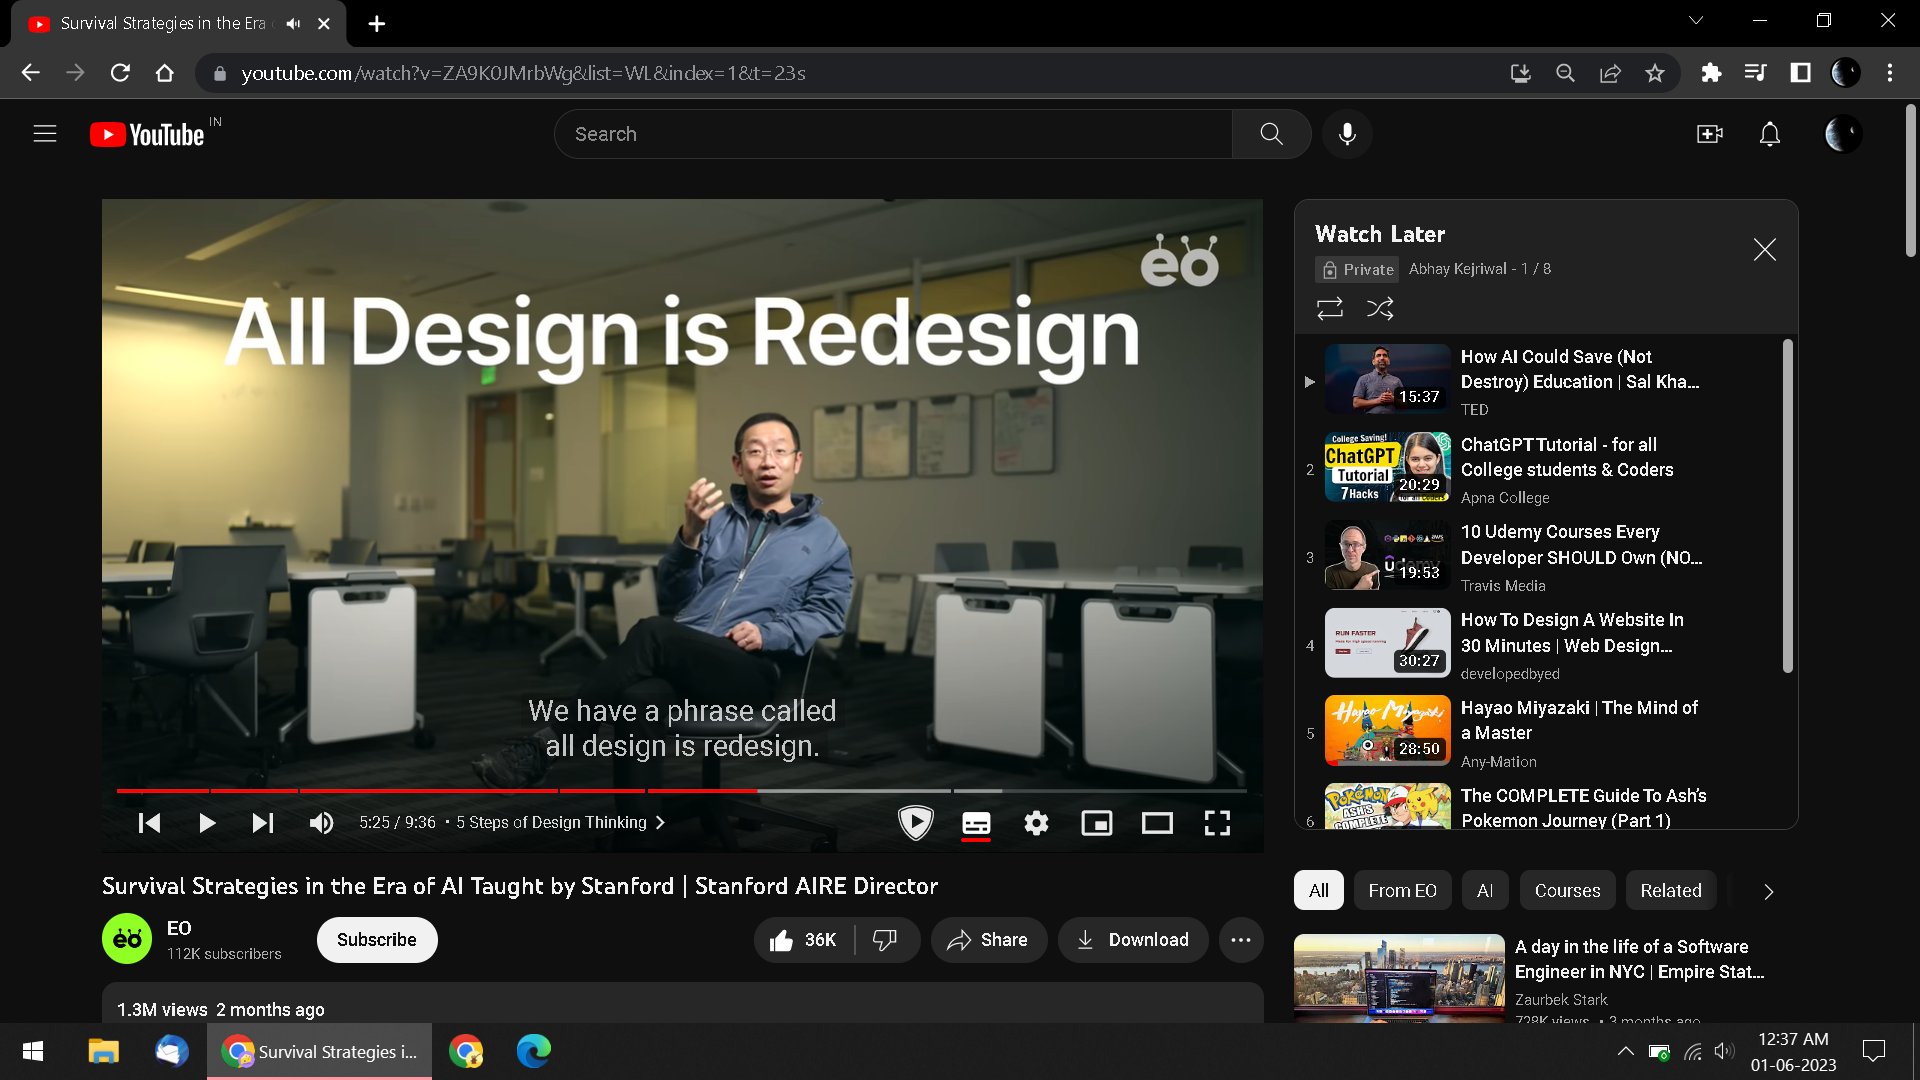 Survival Strategies in the Era
youtube.com/watch?v=ZA9K0JMrbWg&list=WL&index=1&t=23s
YouTube IN
Search
eo
All Design is Redesign
We have a phrase called
all design is redesign.
5:25 / 9:36 • 5 Steps of Design Thinking
Survival Strategies in the Era of AI Taught by Stanford | Stanford AIRE Director
eo
EO
112K subscribers
Subscribe
36K
Share
Download
1.3M views 2 months ago
Watch Later
Private
Abhay Kejriwal - 1 / 8
15:37
How AI Could Save (Not
Destroy) Education | Sal Kha...
TED
2
College Saving!
ChatGPT
Tutorial
7Hacks
20:29
ChatGPT Tutorial - for all
College students & Coders
Apna College
3
aws
19:53
10 Udemy Courses Every
Developer SHOULD Own (NO...
Travis Media
4
RUN FASTER
30:27
How To Design A Website In
30 Minutes | Web Design...
developedbyed
5
Hayao Miyazaki
28:50
Hayao Miyazaki | The Mind of
a Master
Any-Mation
6
POKÉMON
ASH'S
COMPLETE
The COMPLETE Guide To Ash's
Pokemon Journey (Part 1)
All
From EO
AI
Courses
Related
A day in the life of a Software
Engineer in NYC | Empire Stat...
Zaurbek Stark
728K views • 3 months ago
Survival Strategies i...
12:37 AM
01-06-2023